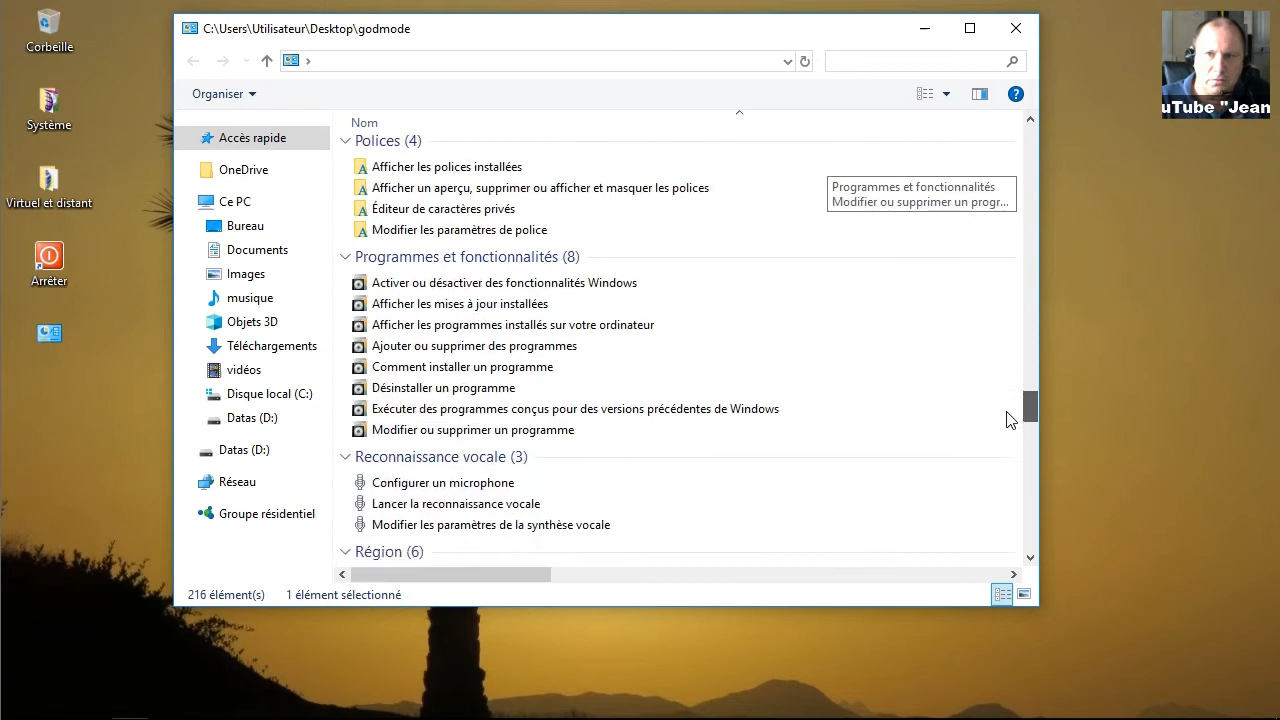 Corbeille
Système
Virtuel et distant
Arrêter
C:\Users\Utilisateur\Desktop\godmode
Organiser
Accès rapide
OneDrive
Ce PC
Bureau
Documents
Images
musique
Objets 3D
Téléchargements
vidéos
Disque local (C:)
Datas (D:)
Datas (D:)
Réseau
Groupe résidentiel
Nom
Polices (4)
Afficher les polices installées
Afficher un aperçu, supprimer ou afficher et masquer les polices
Éditeur de caractères privés
Modifier les paramètres de police
Programmes et fonctionnalités (8)
Activer ou désactiver des fonctionnalités Windows
Afficher les mises à jour installées
Afficher les programmes installés sur votre ordinateur
Ajouter ou supprimer des programmes
Comment installer un programme
Désinstaller un programme
Exécuter des programmes conçus pour des versions précédentes de Windows
Modifier ou supprimer un programme
Reconnaissance vocale (3)
Configurer un microphone
Lancer la reconnaissance vocale
Modifier les paramètres de la synthèse vocale
Région (6)
Programmes et fonctionnalités
Modifier ou supprimer un progr...
216 élément(s) 1 élément sélectionné
uTube "Jean